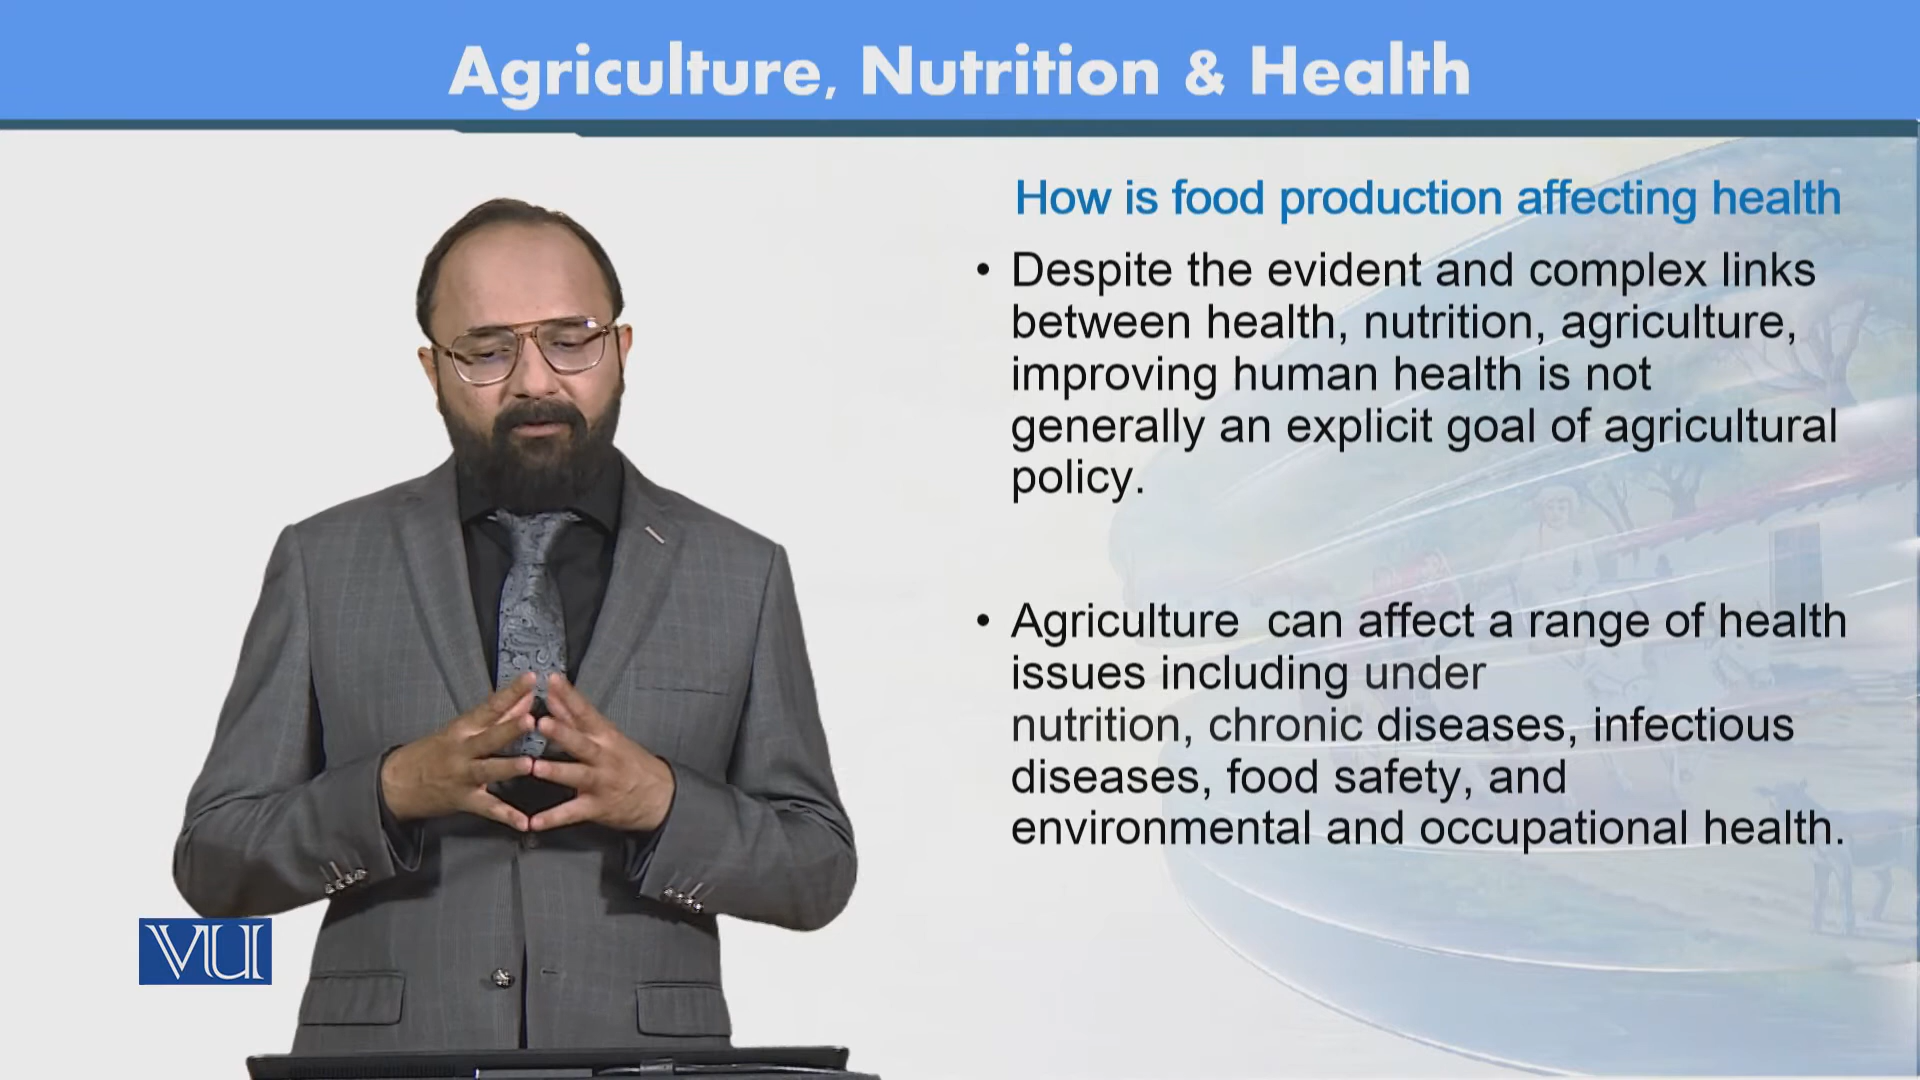 Agriculture, Nutrition & Health
How is food production affecting health
• Despite the evident and complex links
between health, nutrition, agriculture,
improving human health is not
generally an explicit goal of agricultural
policy.
• Agriculture  can affect a range of health
issues including under
nutrition, chronic diseases, infectious
diseases, food safety, and
environmental and occupational health.
VU